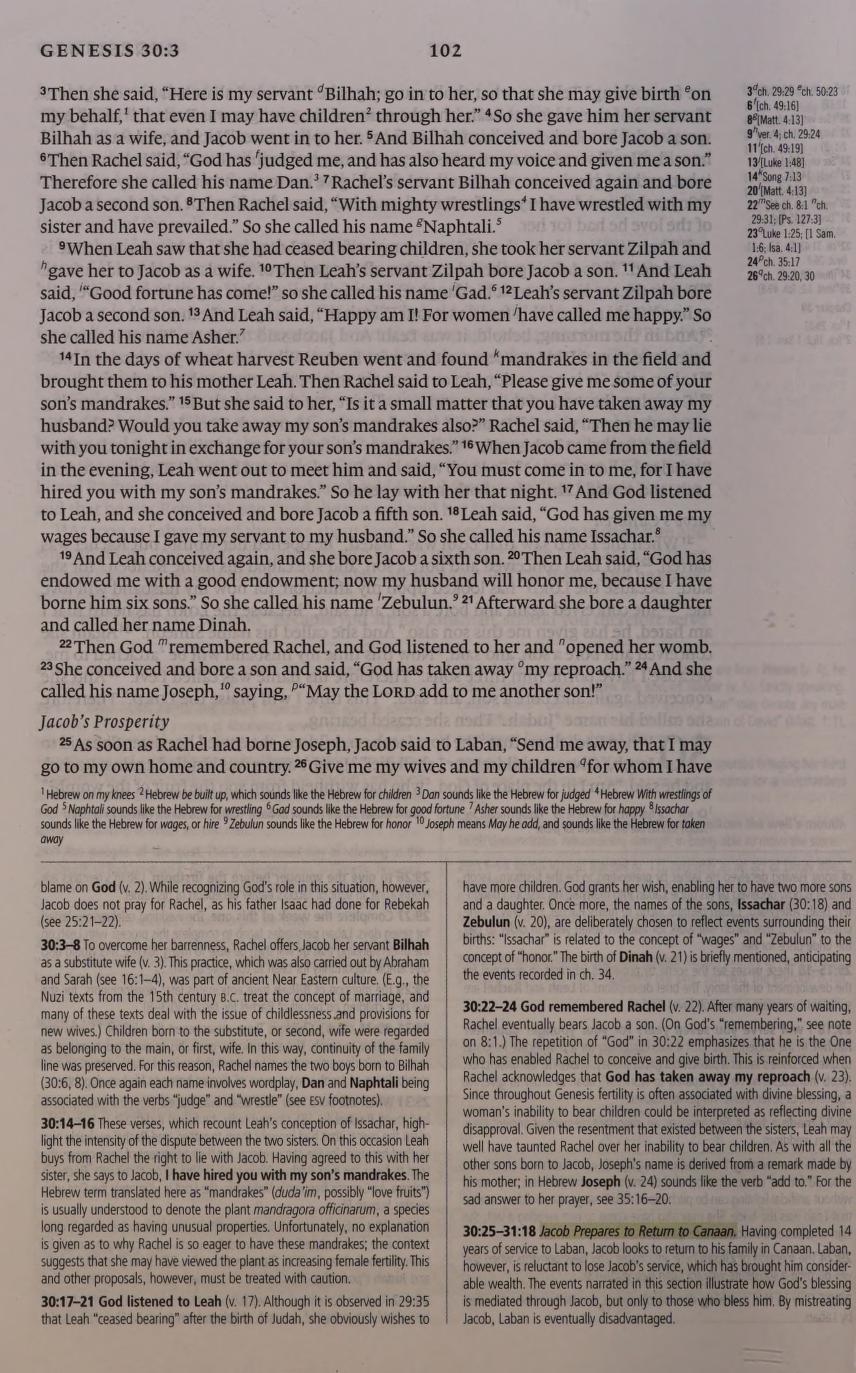 GENESIS 30:3
102
³Then she said, “Here is my servant ᵈBilhah; go in to her, so that she may give birth ᵉon
my behalf,¹ that even I may have children² through her.” ⁴So she gave him her servant
Bilhah as a wife, and Jacob went in to her. ⁵And Bilhah conceived and bore Jacob a son.
⁶Then Rachel said, “God has ᶠjudged me, and has also heard my voice and given me a son.”
Therefore she called his name Dan.³ ⁷Rachel’s servant Bilhah conceived again and bore
Jacob a second son. ⁸Then Rachel said, “With mighty wrestlings⁴ I have wrestled with my
sister and have prevailed.” So she called his name ᵍNaphtali.⁵
⁹When Leah saw that she had ceased bearing children, she took her servant Zilpah and
ʰgave her to Jacob as a wife. ¹⁰Then Leah’s servant Zilpah bore Jacob a son. ¹¹And Leah
said, ⁱ“Good fortune has come!” so she called his name ⁱGad.⁶ ¹²Leah’s servant Zilpah bore
Jacob a second son. ¹³And Leah said, “Happy am I! For women ʲhave called me happy.” So
she called his name Asher.⁷
¹⁴In the days of wheat harvest Reuben went and found ᵏmandrakes in the field and
brought them to his mother Leah. Then Rachel said to Leah, “Please give me some of your
son’s mandrakes.” ¹⁵But she said to her, “Is it a small matter that you have taken away my
husband? Would you take away my son’s mandrakes also?” Rachel said, “Then he may lie
with you tonight in exchange for your son’s mandrakes.” ¹⁶When Jacob came from the field
in the evening, Leah went out to meet him and said, “You must come in to me, for I have
hired you with my son’s mandrakes.” So he lay with her that night. ¹⁷And God listened
to Leah, and she conceived and bore Jacob a fifth son. ¹⁸Leah said, “God has given me my
wages because I gave my servant to my husband.” So she called his name Issachar.⁸
¹⁹And Leah conceived again, and she bore Jacob a sixth son. ²⁰Then Leah said, “God has
endowed me with a good endowment; now my husband will honor me, because I have
borne him six sons.” So she called his name ˡZebulun.⁹ ²¹Afterward she bore a daughter
and called her name Dinah.
²²Then God ᵐremembered Rachel, and God listened to her and ⁿopened her womb.
²³She conceived and bore a son and said, “God has taken away ᵒmy reproach.” ²⁴And she
called his name Joseph,¹⁰ saying, ᵖ“May the LORD add to me another son!”
Jacob’s Prosperity
²⁵As soon as Rachel had borne Joseph, Jacob said to Laban, “Send me away, that I may
go to my own home and country. ²⁶Give me my wives and my children ᑫfor whom I have
3ᵈch. 29:29 ᵉch. 50:23
6ᶠ[ch. 49:16]
8ᵍ[Matt. 4:13]
9ʰver. 4; ch. 29:24
11ⁱ[ch. 49:19]
13ʲ[Luke 1:48]
14ᵏSong 7:13
20ˡ[Matt. 4:13]
22ᵐSee ch. 8:1 ⁿch.
29:31; [Ps. 127:3]
23ᵒLuke 1:25; [1 Sam.
1:6; Isa. 4:1]
24ᵖch. 35:17
26ᑫch. 29:20, 30
¹Hebrew on my knees ²Hebrew be built up, which sounds like the Hebrew for children ³Dan sounds like the Hebrew for judged ⁴Hebrew With wrestlings of
God ⁵Naphtali sounds like the Hebrew for wrestling ⁶Gad sounds like the Hebrew for good fortune ⁷Asher sounds like the Hebrew for happy ⁸Issachar
sounds like the Hebrew for wages, or hire ⁹Zebulun sounds like the Hebrew for honor ¹⁰Joseph means May he add, and sounds like the Hebrew for taken
away
blame on God (v. 2). While recognizing God’s role in this situation, however,
Jacob does not pray for Rachel, as his father Isaac had done for Rebekah
(see 25:21–22).
30:3–8 To overcome her barrenness, Rachel offers Jacob her servant Bilhah
as a substitute wife (v. 3). This practice, which was also carried out by Abraham
and Sarah (see 16:1–4), was part of ancient Near Eastern culture. (E.g., the
Nuzi texts from the 15th century B.C. treat the concept of marriage, and
many of these texts deal with the issue of childlessness and provisions for
new wives.) Children born to the substitute, or second, wife were regarded
as belonging to the main, or first, wife. In this way, continuity of the family
line was preserved. For this reason, Rachel names the two boys born to Bilhah
(30:6, 8). Once again each name involves wordplay, Dan and Naphtali being
associated with the verbs “judge” and “wrestle” (see ESV footnotes).
30:14–16 These verses, which recount Leah’s conception of Issachar, high-
light the intensity of the dispute between the two sisters. On this occasion Leah
buys from Rachel the right to lie with Jacob. Having agreed to this with her
sister, she says to Jacob, I have hired you with my son’s mandrakes. The
Hebrew term translated here as “mandrakes” (duda’im, possibly “love fruits”)
is usually understood to denote the plant mandragora officinarum, a species
long regarded as having unusual properties. Unfortunately, no explanation
is given as to why Rachel is so eager to have these mandrakes; the context
suggests that she may have viewed the plant as increasing female fertility. This
and other proposals, however, must be treated with caution.
30:17–21 God listened to Leah (v. 17). Although it is observed in 29:35
that Leah “ceased bearing” after the birth of Judah, she obviously wishes to
have more children. God grants her wish, enabling her to have two more sons
and a daughter. Once more, the names of the sons, Issachar (30:18) and
Zebulun (v. 20), are deliberately chosen to reflect events surrounding their
births: “Issachar” is related to the concept of “wages” and “Zebulun” to the
concept of “honor.” The birth of Dinah (v. 21) is briefly mentioned, anticipating
the events recorded in ch. 34.
30:22–24 God remembered Rachel (v. 22). After many years of waiting,
Rachel eventually bears Jacob a son. (On God’s “remembering,” see note
on 8:1.) The repetition of “God” in 30:22 emphasizes that he is the One
who has enabled Rachel to conceive and give birth. This is reinforced when
Rachel acknowledges that God has taken away my reproach (v. 23).
Since throughout Genesis fertility is often associated with divine blessing, a
woman’s inability to bear children could be interpreted as reflecting divine
disapproval. Given the resentment that existed between the sisters, Leah may
well have taunted Rachel over her inability to bear children. As with all the
other sons born to Jacob, Joseph’s name is derived from a remark made by
his mother; in Hebrew Joseph (v. 24) sounds like the verb “add to.” For the
sad answer to her prayer, see 35:16–20.
30:25–31:18 Jacob Prepares to Return to Canaan. Having completed 14
years of service to Laban, Jacob looks to return to his family in Canaan. Laban,
however, is reluctant to lose Jacob’s service, which has brought him consider-
able wealth. The events narrated in this section illustrate how God’s blessing
is mediated through Jacob, but only to those who bless him. By mistreating
Jacob, Laban is eventually disadvantaged.